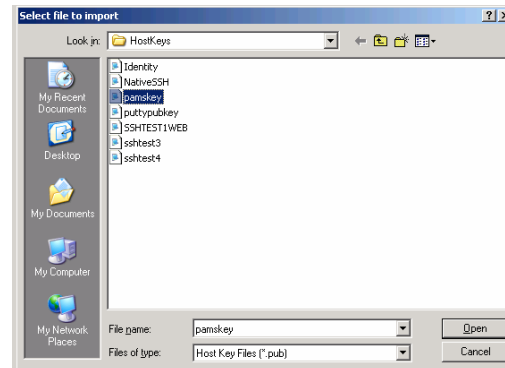 Select file to import
Look in: HostKeys
My Recent
Documents
Desktop
My Documents
My Computer
My Network
Places
Identity
NativeSSH
pamskey
puttypubkey
SSHTEST1WEB
sshtest3
sshtest4
File name: pamskey Open
Files of type: Host Key Files (*.pub) Cancel